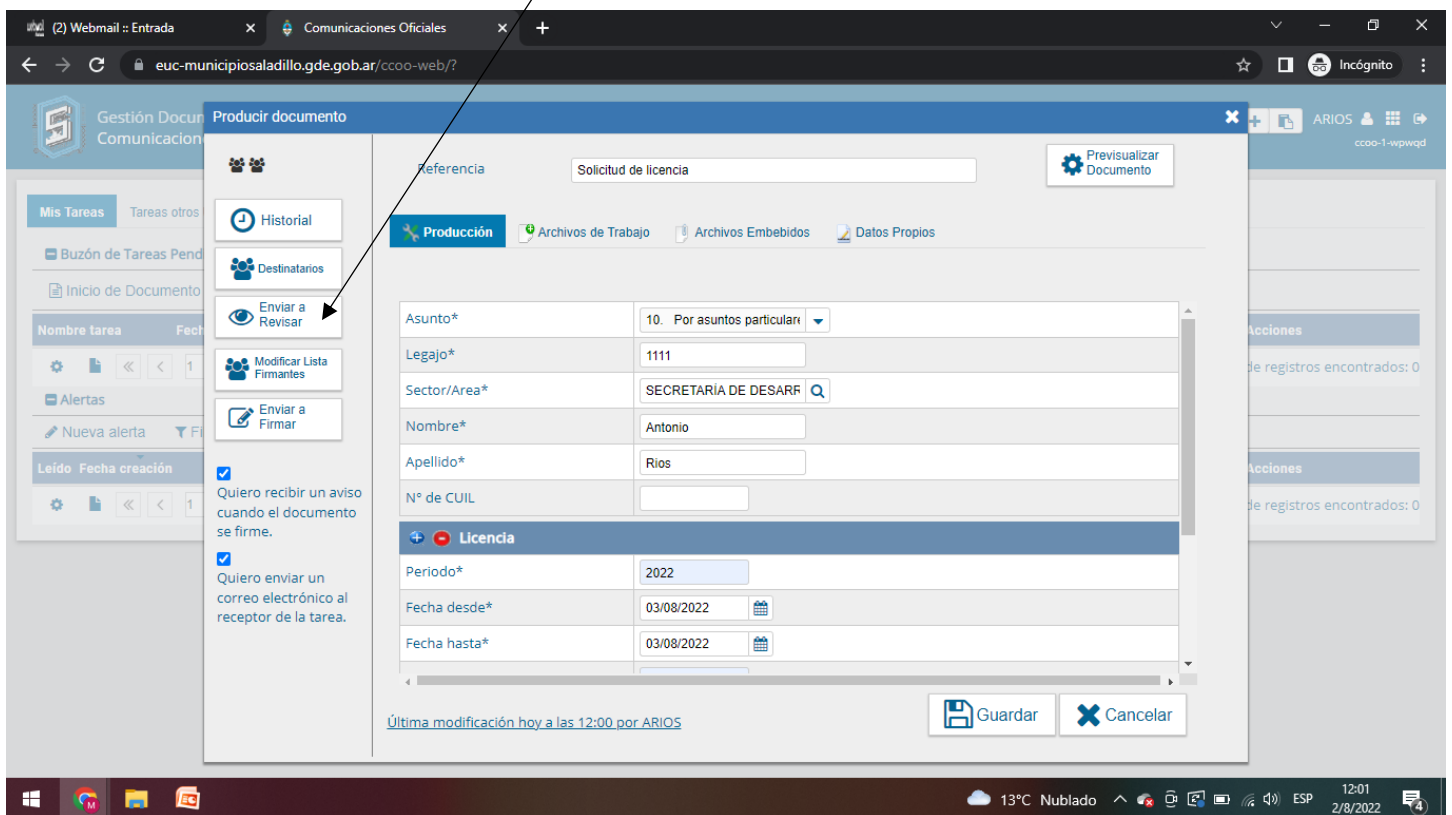 (2) Webmail :: Entrada
Comunicaciones Oficiales
euc-municipiosaladillo.gde.gob.ar/ccoo-web/?
Incógnito
Gestión Docun
Comunicacion
ARIOS
ccoo-1-wpwqd
Producir documento
Referencia
Solicitud de licencia
Previsualizar
Documento
Mis Tareas
Tareas otros
Historial
Producción
Archivos de Trabajo
Archivos Embebidos
Datos Propios
Buzón de Tareas Pend
Destinatarios
Inicio de Documento
Enviar a
Revisar
Asunto*
10. Por asuntos particulare
Nombre tarea
Fech
Acciones
Legajo*
1111
Modificar Lista
Firmantes
1
de registros encontrados: 0
Sector/Area*
SECRETARÍA DE DESARR
Alertas
Enviar a
Firmar
Nombre*
Antonio
Nueva alerta
Fi
Apellido*
Rios
Leído Fecha creación
Acciones
Quiero recibir un aviso
cuando el documento
se firme.
N° de CUIL
1
de registros encontrados: 0
Licencia
Quiero enviar un
correo electrónico al
receptor de la tarea.
Periodo*
2022
Fecha desde*
03/08/2022
Fecha hasta*
03/08/2022
Última modificación hoy a las 12:00 por ARIOS
Guardar
Cancelar
13°C Nublado
ESP
12:01
2/8/2022
4